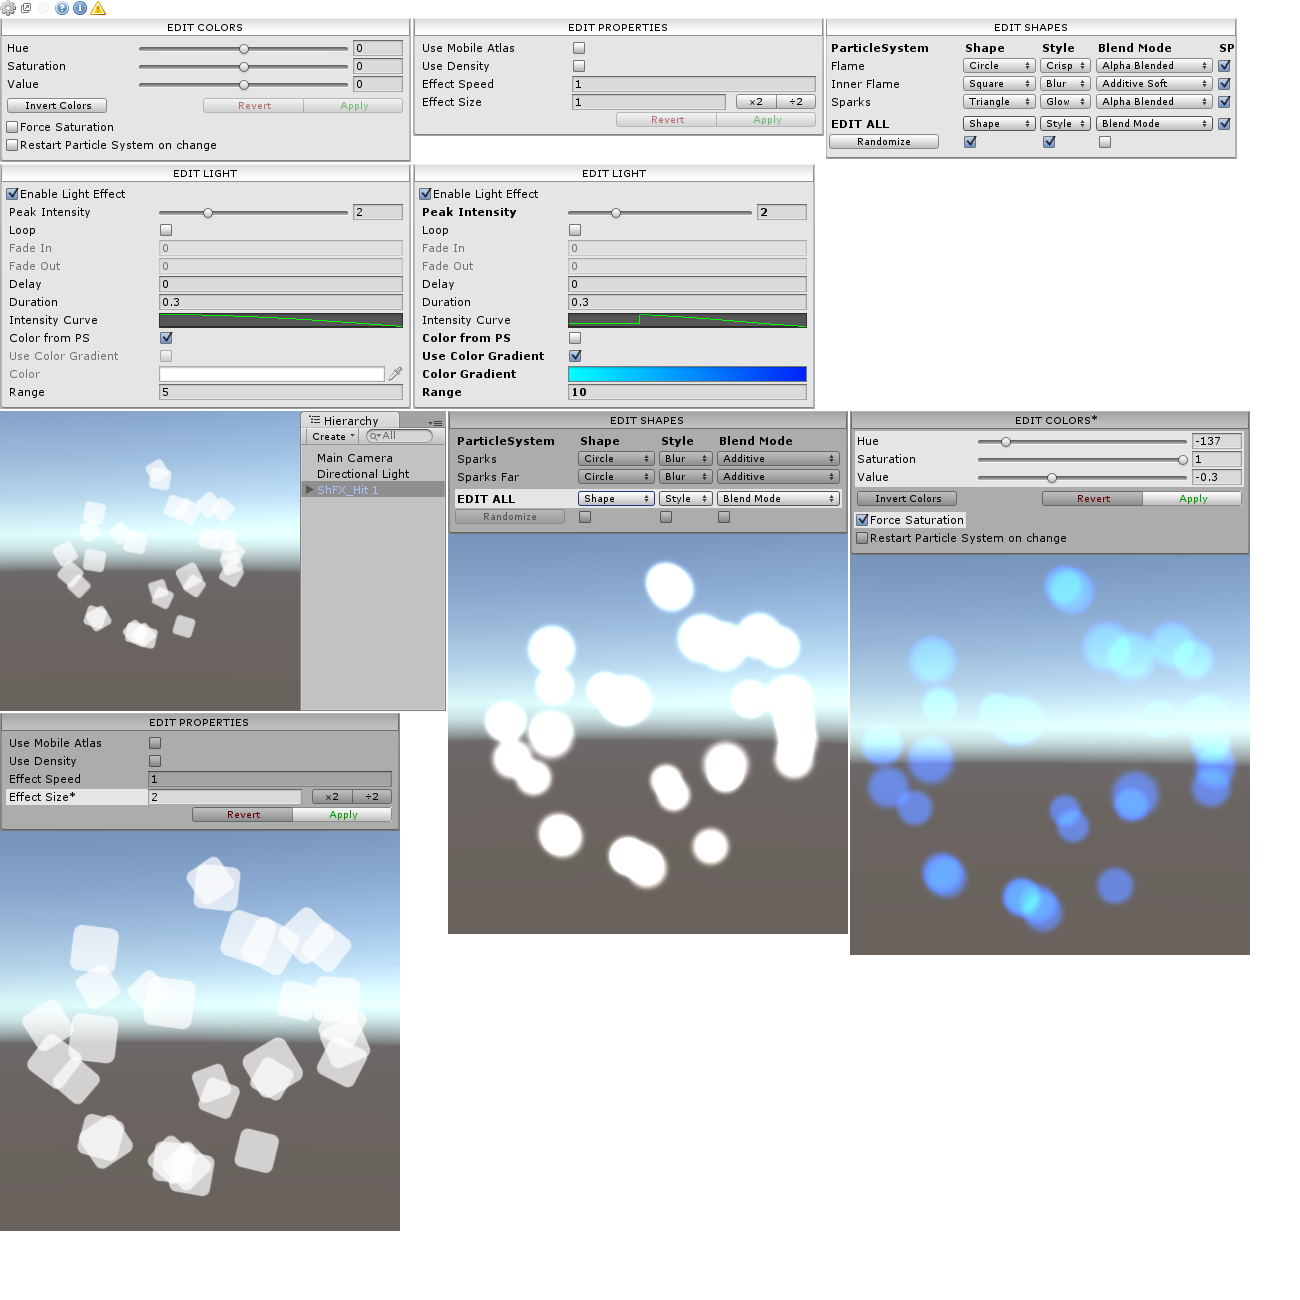 EDIT COLORS
Hue 0
Saturation 0
Value 0
Invert Colors Revert Apply
Force Saturation
Restart Particle System on change
EDIT PROPERTIES
Use Mobile Atlas
Use Density
Effect Speed 1
Effect Size 1 ×2 ÷2
Revert Apply
EDIT SHAPES
ParticleSystem Shape Style Blend Mode SP
Flame Circle Crisp Alpha Blended
Inner Flame Square Blur Additive Soft
Sparks Triangle Glow Alpha Blended
EDIT ALL Shape Style Blend Mode
Randomize
EDIT LIGHT
Enable Light Effect
Peak Intensity 2
Loop
Fade In 0
Fade Out 0
Delay 0
Duration 0.3
Intensity Curve
Color from PS
Use Color Gradient
Color
Range 5
EDIT LIGHT
Enable Light Effect
Peak Intensity 2
Loop
Fade In 0
Fade Out 0
Delay 0
Duration 0.3
Intensity Curve
Color from PS
Use Color Gradient
Color Gradient
Range 10
Hierarchy
Create All
Main Camera
Directional Light
ShFX_Hit 1
EDIT SHAPES
ParticleSystem Shape Style Blend Mode
Sparks Circle Blur Additive
Sparks Far Circle Blur Additive
EDIT ALL Shape Style Blend Mode
Randomize
EDIT COLORS*
Hue -137
Saturation 1
Value -0.3
Invert Colors Revert Apply
Force Saturation
Restart Particle System on change
EDIT PROPERTIES
Use Mobile Atlas
Use Density
Effect Speed 1
Effect Size* 2 ×2 ÷2
Revert Apply